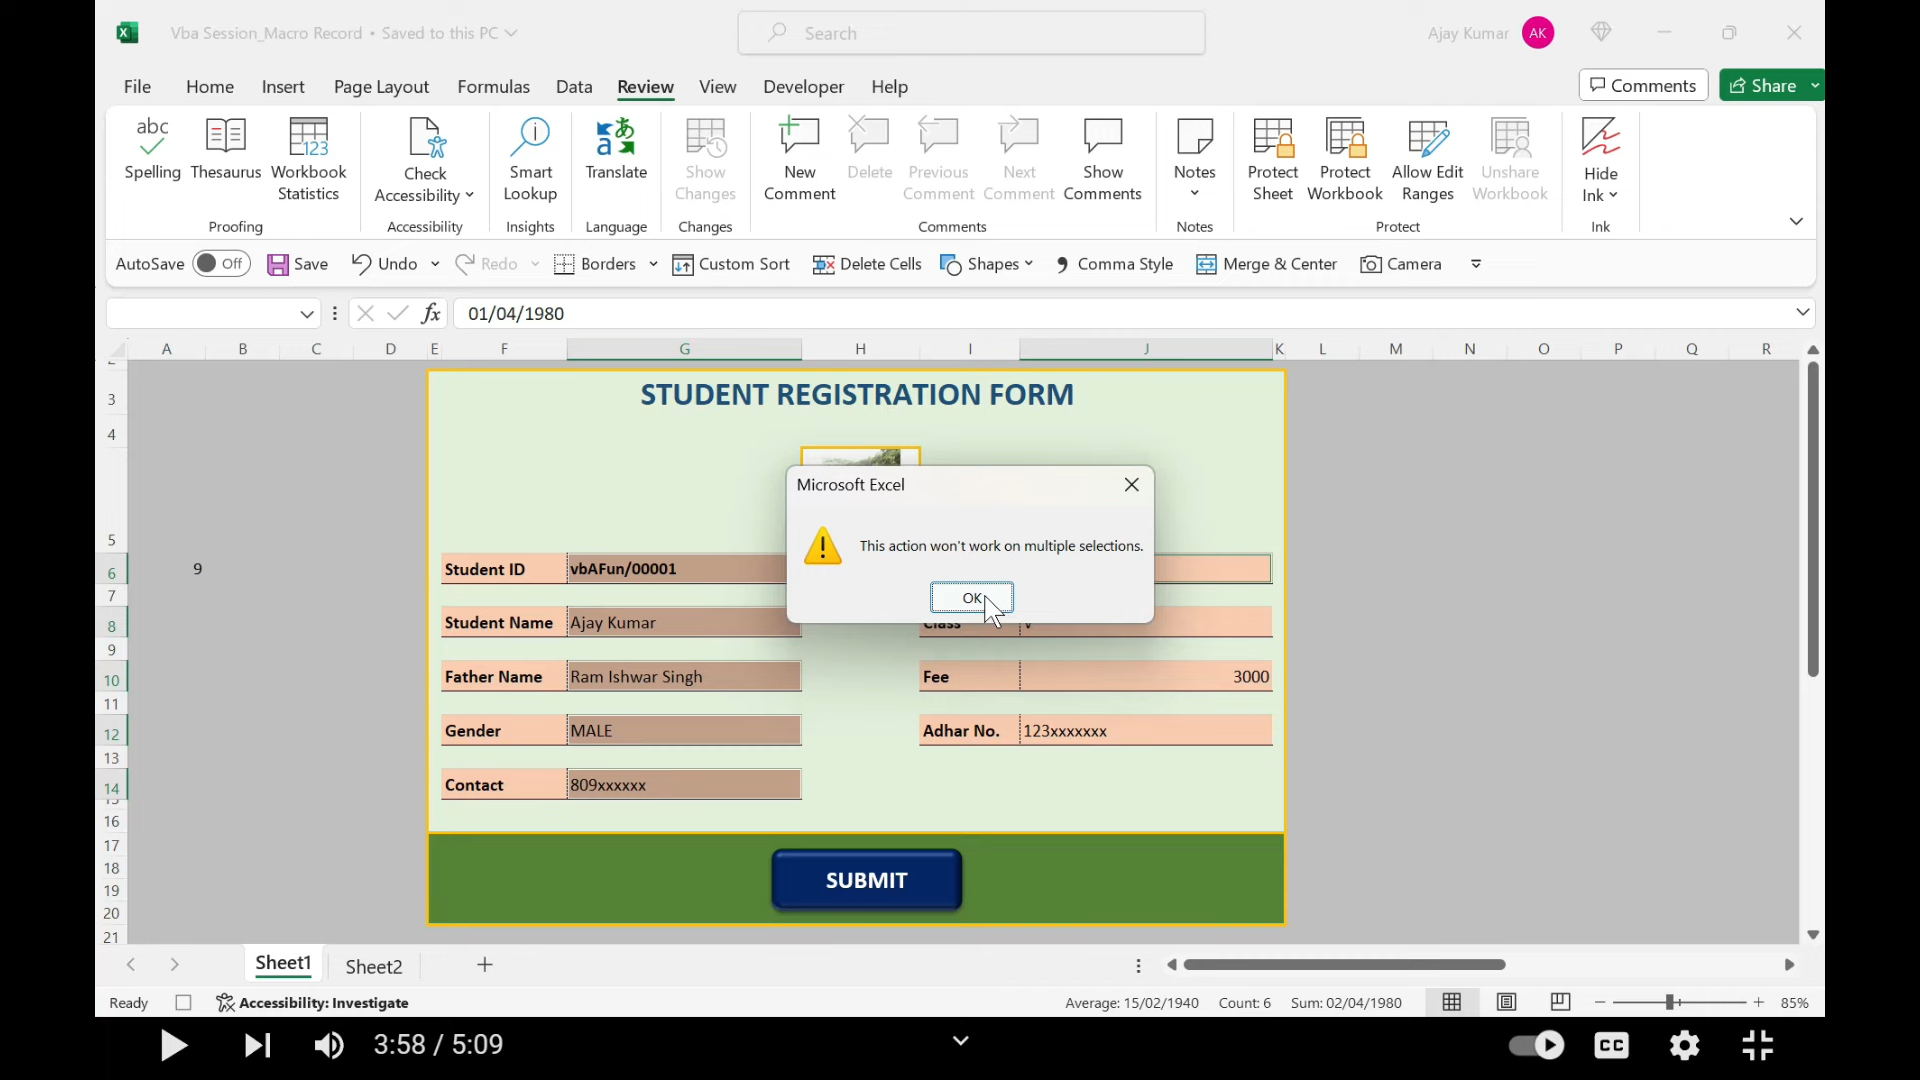 Vba Session_Macro Record • Saved to this PC
Search
Ajay Kumar AK
File Home Insert Page Layout Formulas Data Review View Developer Help
Comments Share
abc
Spelling
Thesaurus
123
Workbook
Statistics
Check
Accessibility
Smart
Lookup
Translate
Show
Changes
New
Comment
Delete
Previous
Comment
Next
Comment
Show
Comments
Notes
Protect
Sheet
Protect
Workbook
Allow Edit
Ranges
Unshare
Workbook
Hide
Ink
Proofing Accessibility Insights Language Changes Comments Notes Protect Ink
AutoSave Off Save Undo Redo Borders Custom Sort Delete Cells Shapes Comma Style Merge & Center Camera
fx 01/04/1980
A B C D E F G H I J K L M N O P Q R
3 STUDENT REGISTRATION FORM
4
Microsoft Excel
5
This action won't work on multiple selections.
6 9 Student ID vbAFun/00001
OK
7
8 Student Name Ajay Kumar Class V
9
10 Father Name Ram Ishwar Singh Fee 3000
11
12 Gender MALE Adhar No. 123xxxxxxx
13
14 Contact 809xxxxxx
15
16
17
18 SUBMIT
19
20
21
Sheet1 Sheet2
Ready Accessibility: Investigate Average: 15/02/1940 Count: 6 Sum: 02/04/1980 85%
3:58 / 5:09 CC